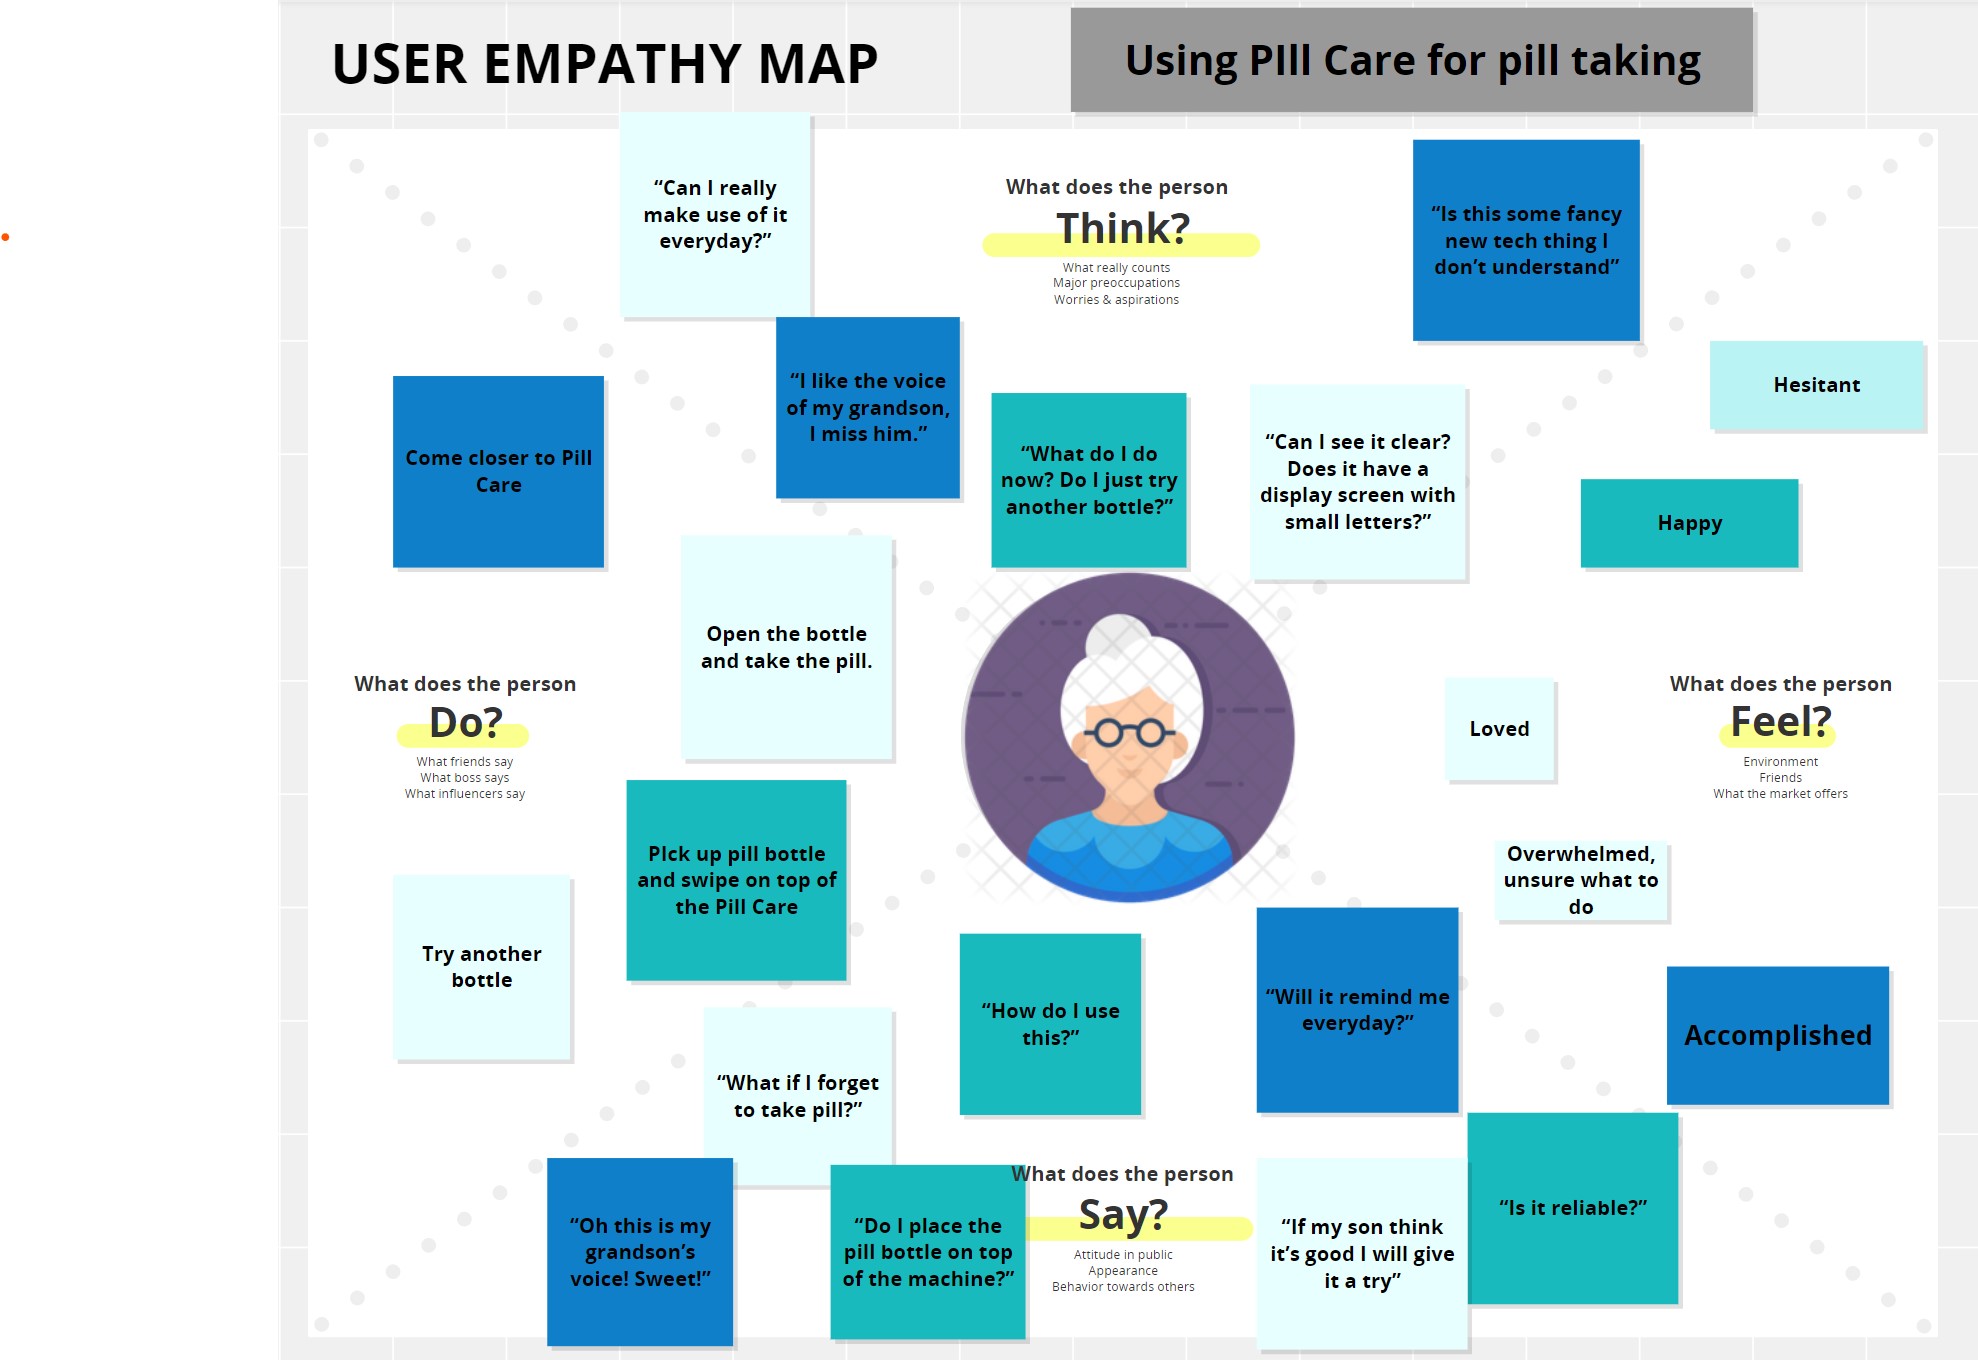 USER EMPATHY MAP
Using PIll Care for pill taking
“Can I really
make use of it
everyday?”
What does the person
Think?
What really counts
Major preoccupations
Worries & aspirations
“Is this some fancy
new tech thing I
don’t understand”
“I like the voice
of my grandson,
I miss him.”
“What do I do
now? Do I just try
another bottle?”
“Can I see it clear?
Does it have a
display screen with
small letters?”
Hesitant
Happy
Come closer to Pill
Care
Open the bottle
and take the pill.
What does the person
Do?
What friends say
What boss says
What influencers say
PIck up pill bottle
and swipe on top of
the Pill Care
Try another
bottle
Loved
What does the person
Feel?
Environment
Friends
What the market offers
Overwhelmed,
unsure what to
do
Accomplished
“How do I use
this?”
“Will it remind me
everyday?”
“What if I forget
to take pill?”
“Oh this is my
grandson’s
voice! Sweet!”
“Do I place the
pill bottle on top
of the machine?”
What does the person
Say?
Attitude in public
Appearance
Behavior towards others
“If my son think
it’s good I will give
it a try”
“Is it reliable?”